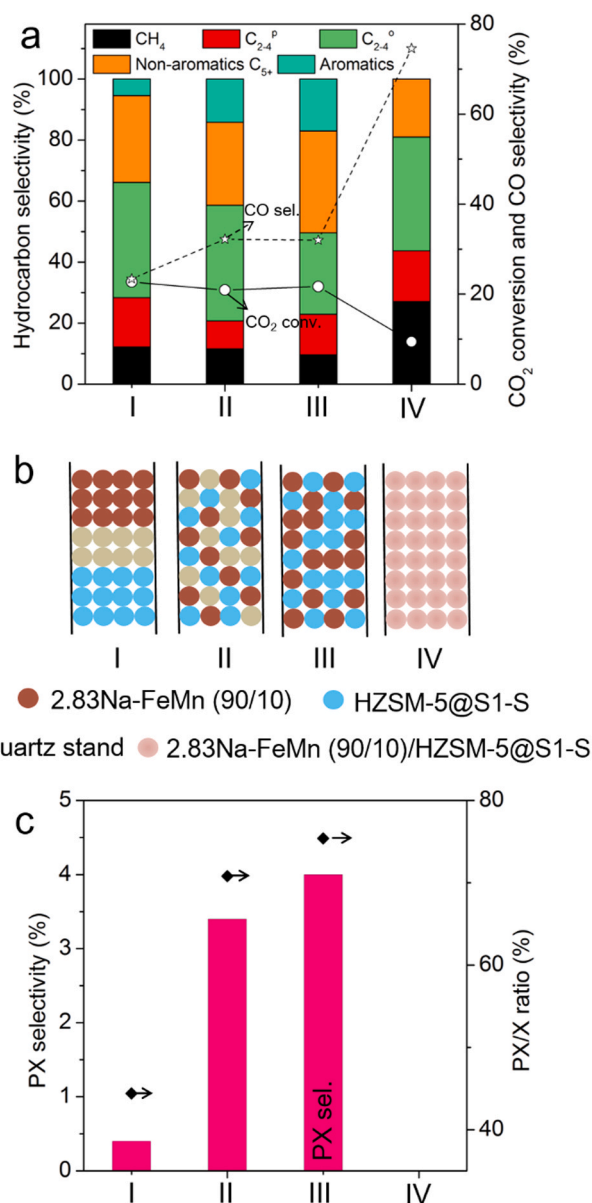 a
CH4 C2-4p C2-4o
Non-aromatics C5+ Aromatics
Hydrocarbon selectivity (%)
100
80
60
40
20
0
CO sel.
CO2 conv.
80
60
40
20
0
CO2 conversion and CO selectivity (%)
I II III IV
b
I II III IV
2.83Na-FeMn (90/10) HZSM-5@S1-S
uartz stand 2.83Na-FeMn (90/10)/HZSM-5@S1-S
c
PX selectivity (%)
5
4
3
2
1
0
PX sel.
80
60
40
PX/X ratio (%)
I II III IV